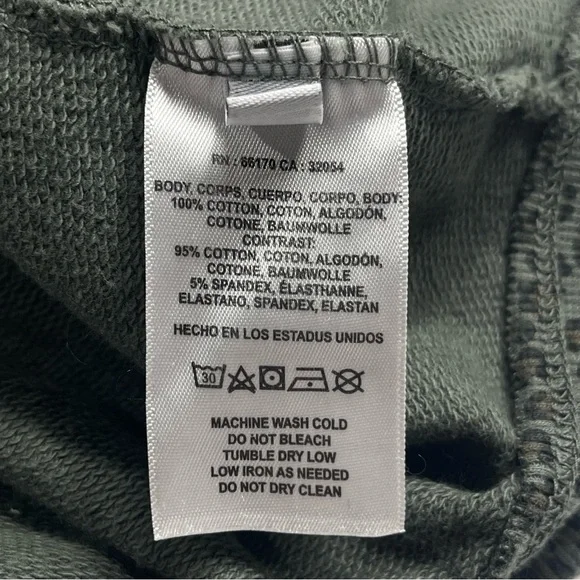 RN : 66170 CA : 32054
BODY, CORPS, CUERPO, CORPO, BODY:
100% COTTON, COTON, ALGODÓN,
COTONE, BAUMWOLLE
CONTRAST:
95% COTTON, COTON, ALGODÓN,
COTONE, BAUMWOLLE
5% SPANDEX, ÉLASTHANNE,
ELASTANO, SPANDEX, ELASTAN
HECHO EN LOS ESTADUS UNIDOS
30
MACHINE WASH COLD
DO NOT BLEACH
TUMBLE DRY LOW
LOW IRON AS NEEDED
DO NOT DRY CLEAN